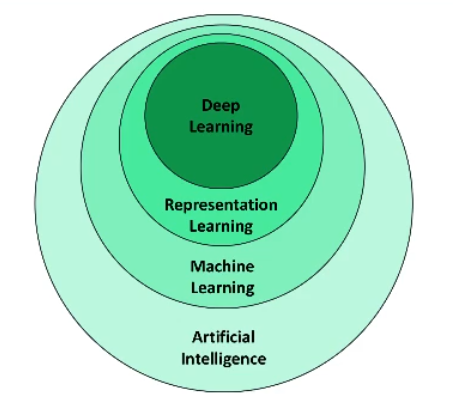 Deep
Learning
Representation
Learning
Machine
Learning
Artificial
Intelligence